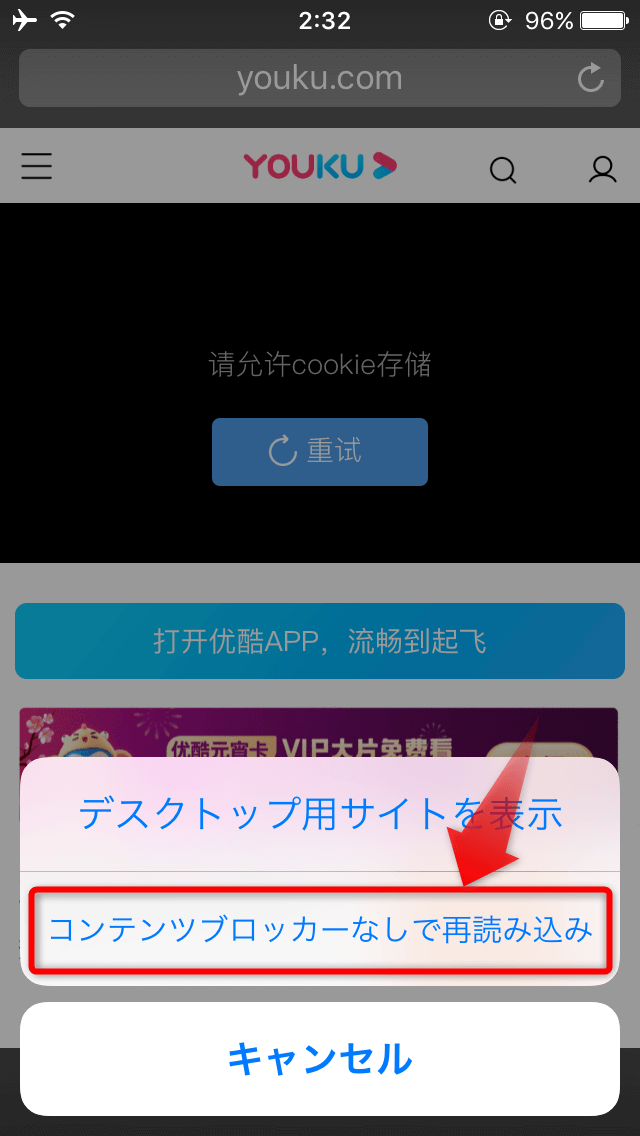 2:32
96%
youku.com
YOUKU
请允许cookie存储
重试
打开优酷APP，流畅到起飞
优酷元宵卡 VIP大片免费看
デスクトップ用サイトを表示
コンテンツブロッカーなしで再読み込み
キャンセル